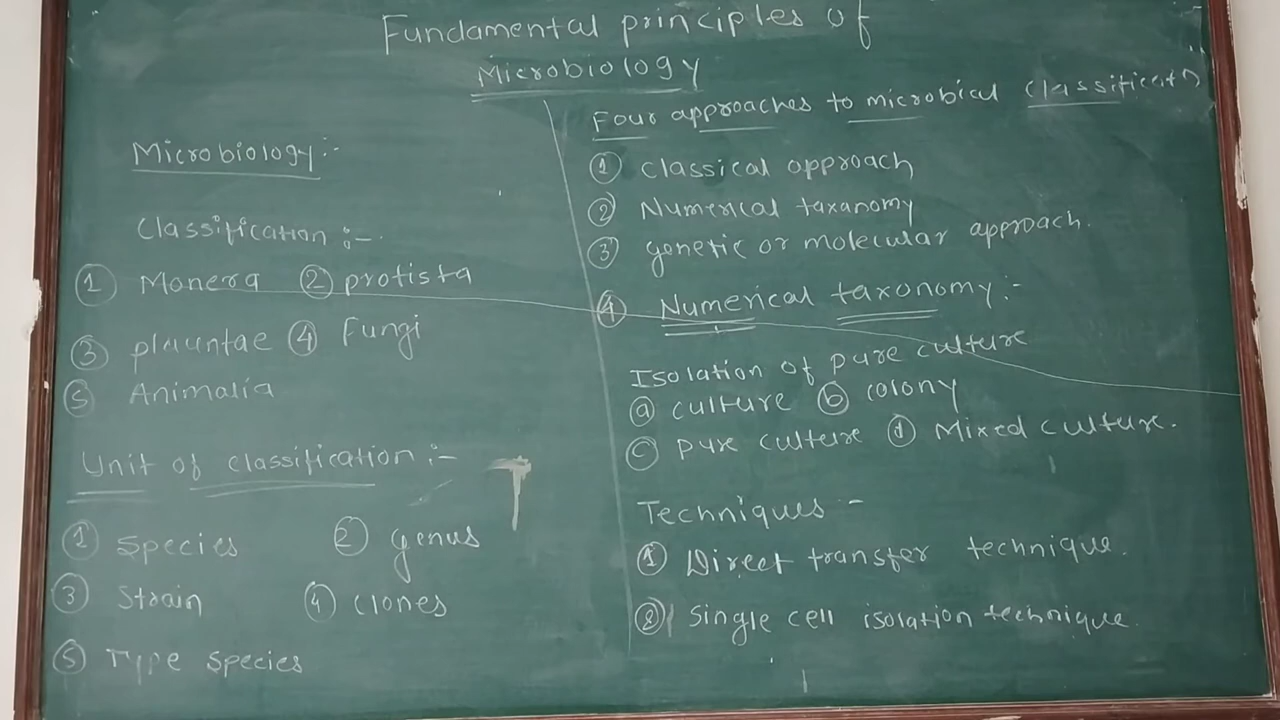 Fundamental principles of
Microbiology
Microbiology:-
Classification:-
① Monera ② protista
③ plauntae ④ Fungi
⑤ Animalia
Unit of classification:-
① Species ② genus
③ Strain ④ clones
⑤ Type species
Four approaches to microbical
① classical approach
② Numerical taxanomy
③ genetic or molecular approach.
④ Numerical taxonomy:-
Isolation of pure culture
ⓐ culture ⓑ colony
ⓒ pure culture ⓓ Mixed culture.
Techniques -
① Direct transfer technique.
② Single cell isolation technique.